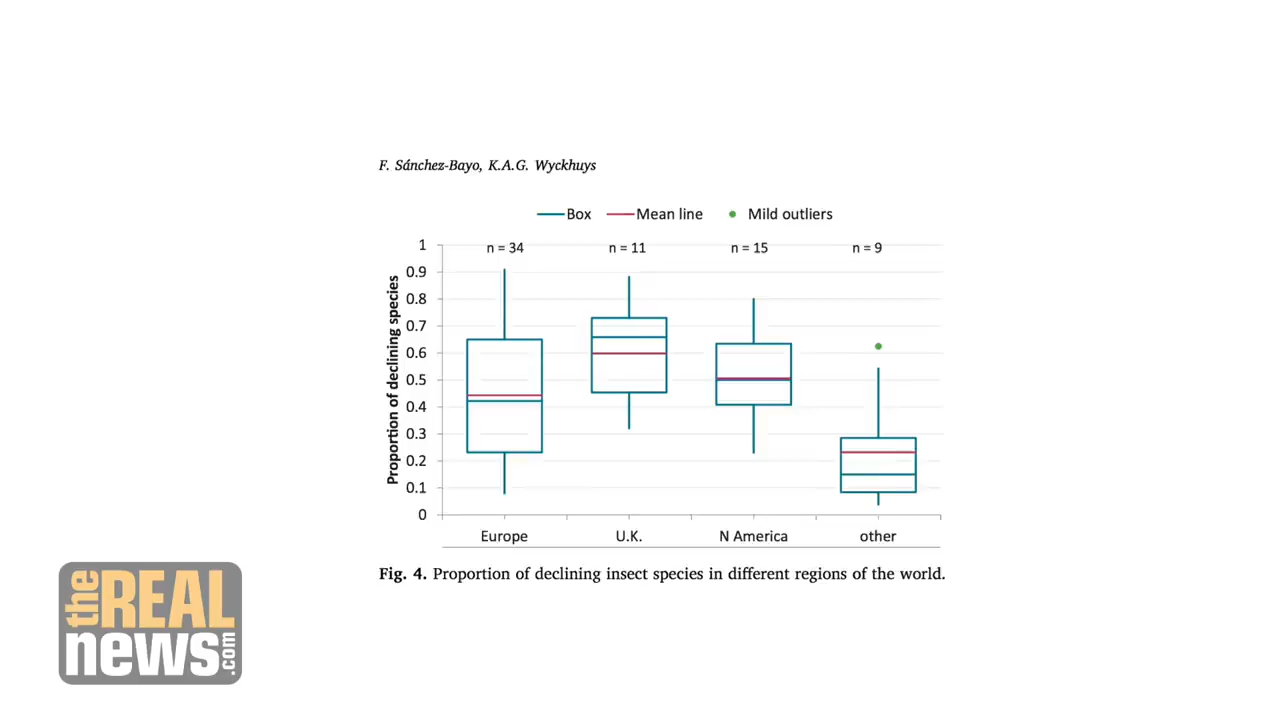 F. Sánchez-Bayo, K.A.G. Wyckhuys
Box Mean line Mild outliers
n = 34 n = 11 n = 15 n = 9
Proportion of declining species
1
0.9
0.8
0.7
0.6
0.5
0.4
0.3
0.2
0.1
0
Europe U.K. N America other
Fig. 4. Proportion of declining insect species in different regions of the world.
the REAL
news.com